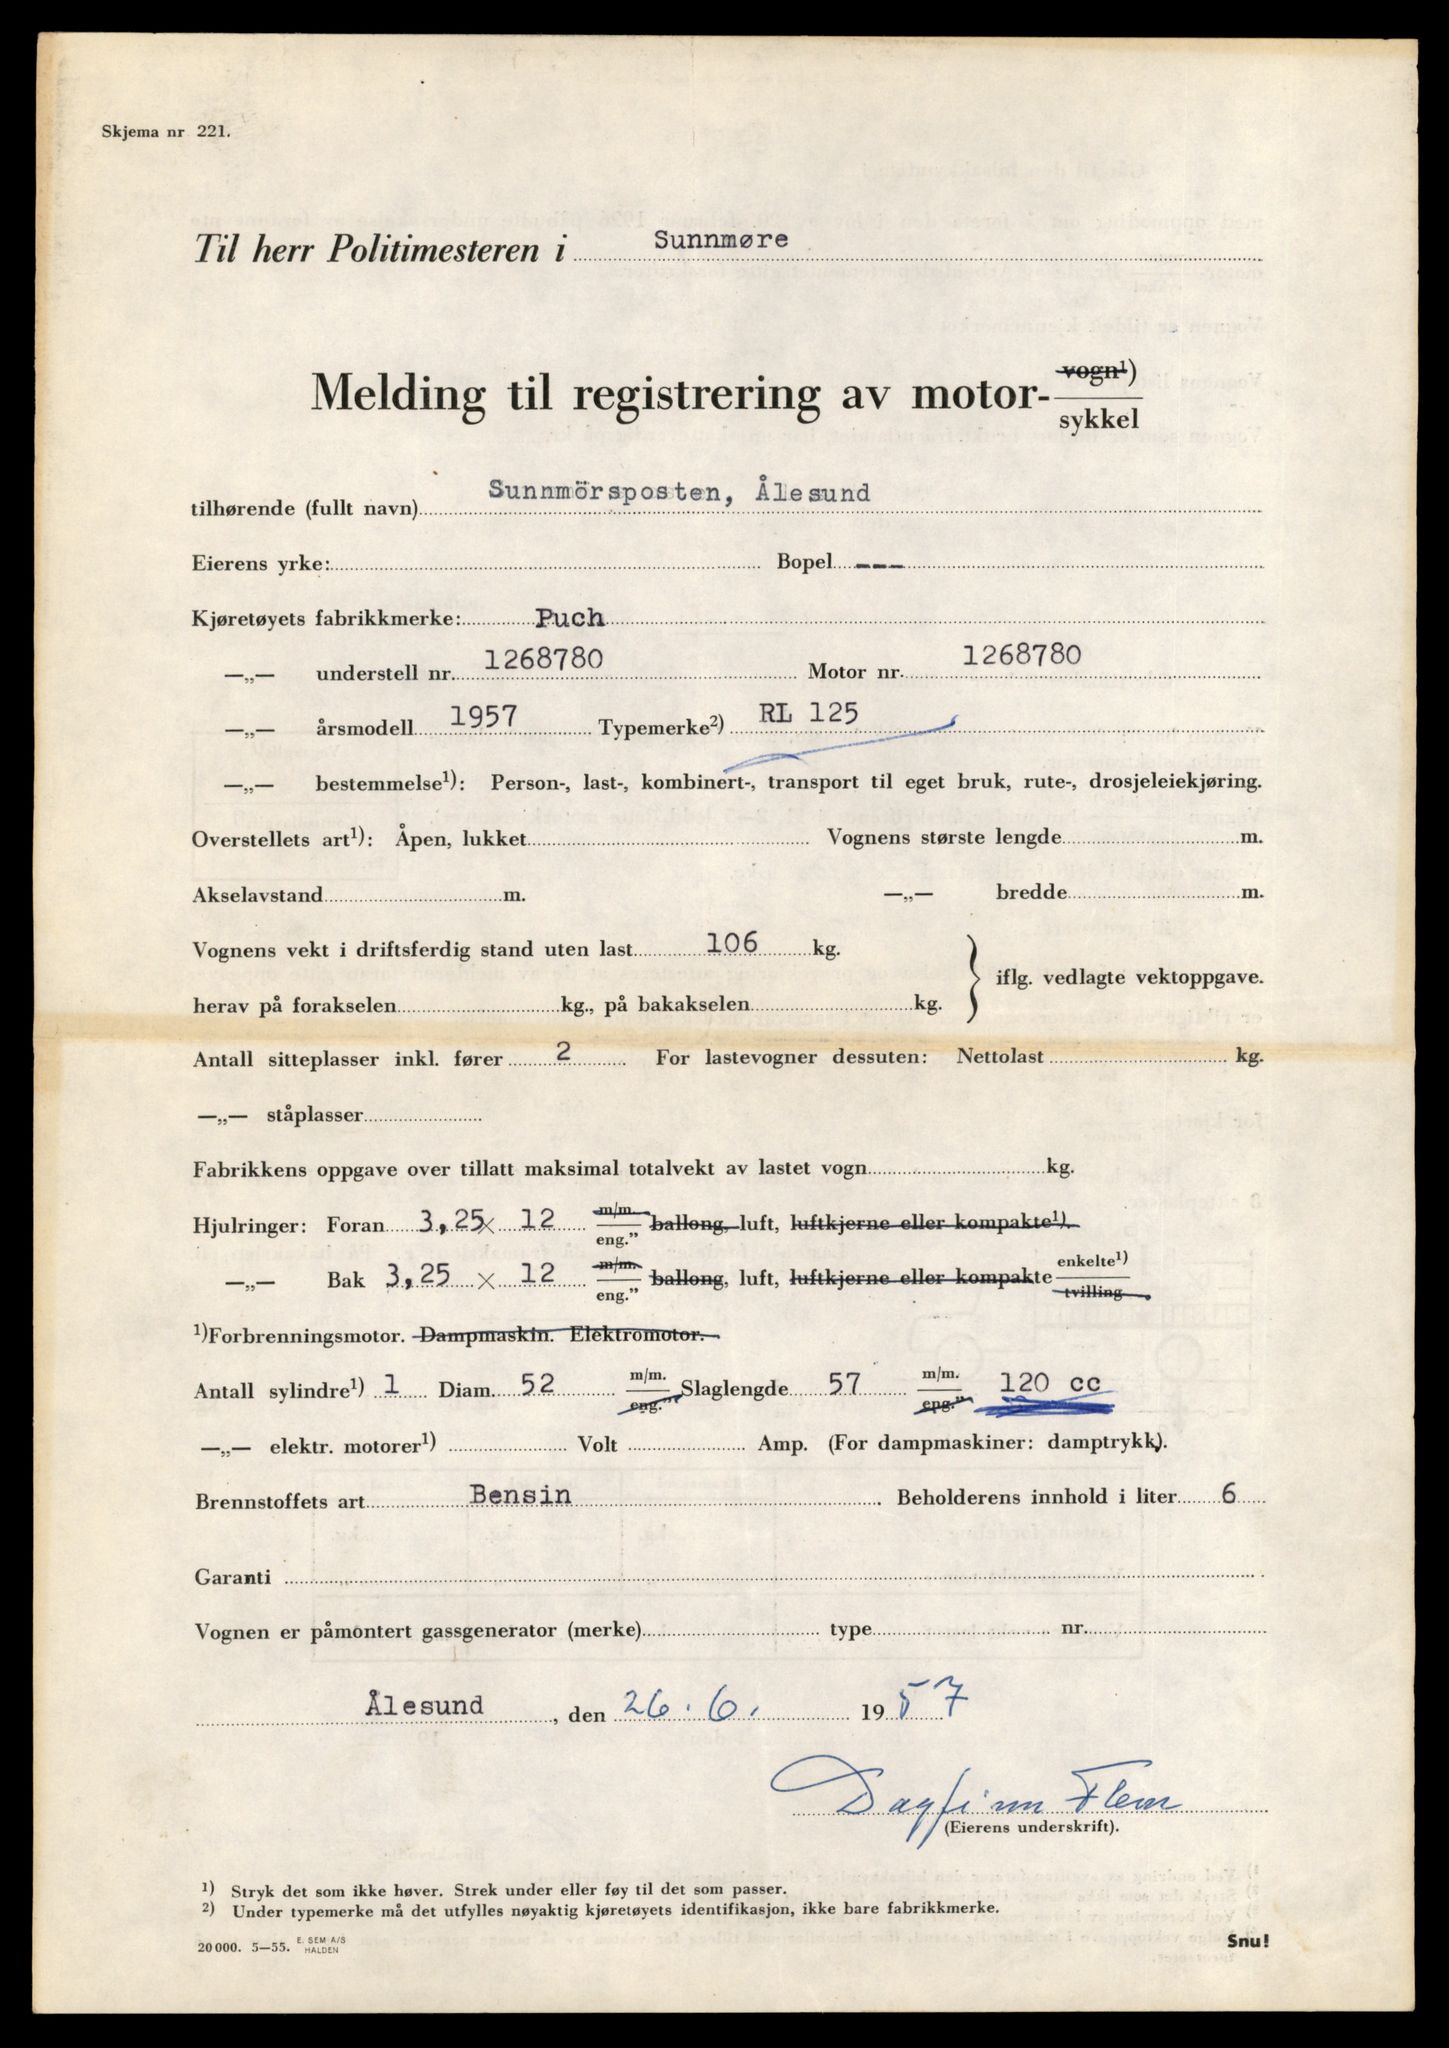 Skjema nr 221.
Til herr Politimesteren i Sunnmøre
Melding til registrering av motor- vogn¹)
sykkel
tilhørende (fullt navn) Sunnmörsposten, Ålesund
Eierens yrke: Bopel ---
Kjøretøyets fabrikkmerke: Puch
—„— understell nr. 1268780 Motor nr. 1268780
—„— årsmodell 1957 Typemerke²) RL 125
—„— bestemmelse¹): Person-, last-, kombinert-, transport til eget bruk, rute-, drosjeleiekjøring.
Overstellets art¹): Åpen, lukket Vognens største lengde m.
Akselavstand m. —„— bredde m.
Vognens vekt i driftsferdig stand uten last 106 kg.
iflg. vedlagte vektoppgave.
herav på forakselen kg., på bakakselen kg.
Antall sitteplasser inkl. fører 2 For lastevogner dessuten: Nettolast kg.
—„— ståplasser
Fabrikkens oppgave over tillatt maksimal totalvekt av lastet vogn kg.
Hjulringer: Foran 3,25 x 12 m/m. eng.” ballong, luft, luftkjerne eller kompakte¹).
—„— Bak 3,25 x 12 m/m. eng.” ballong, luft, luftkjerne eller kompakte enkelte¹) tvilling
¹)Forbrenningsmotor. Dampmaskin. Elektromotor.
Antall sylindre¹) 1 Diam. 52 m/m. eng.” Slaglengde 57 m/m. eng.” 120 cc
—„— elektr. motorer¹) Volt Amp. (For dampmaskiner: damptrykk).
Brennstoffets art Bensin Beholderens innhold i liter 6
Garanti
Vognen er påmontert gassgenerator (merke) type nr.
Ålesund, den 26.6. 1957
Dagfinn Flem
(Eierens underskrift).
¹) Stryk det som ikke høver. Strek under eller føy til det som passer.
²) Under typemerke må det utfylles nøyaktig kjøretøyets identifikasjon, ikke bare fabrikkmerke.
20 000. 5—55. E. SEM A/S HALDEN
Snu!